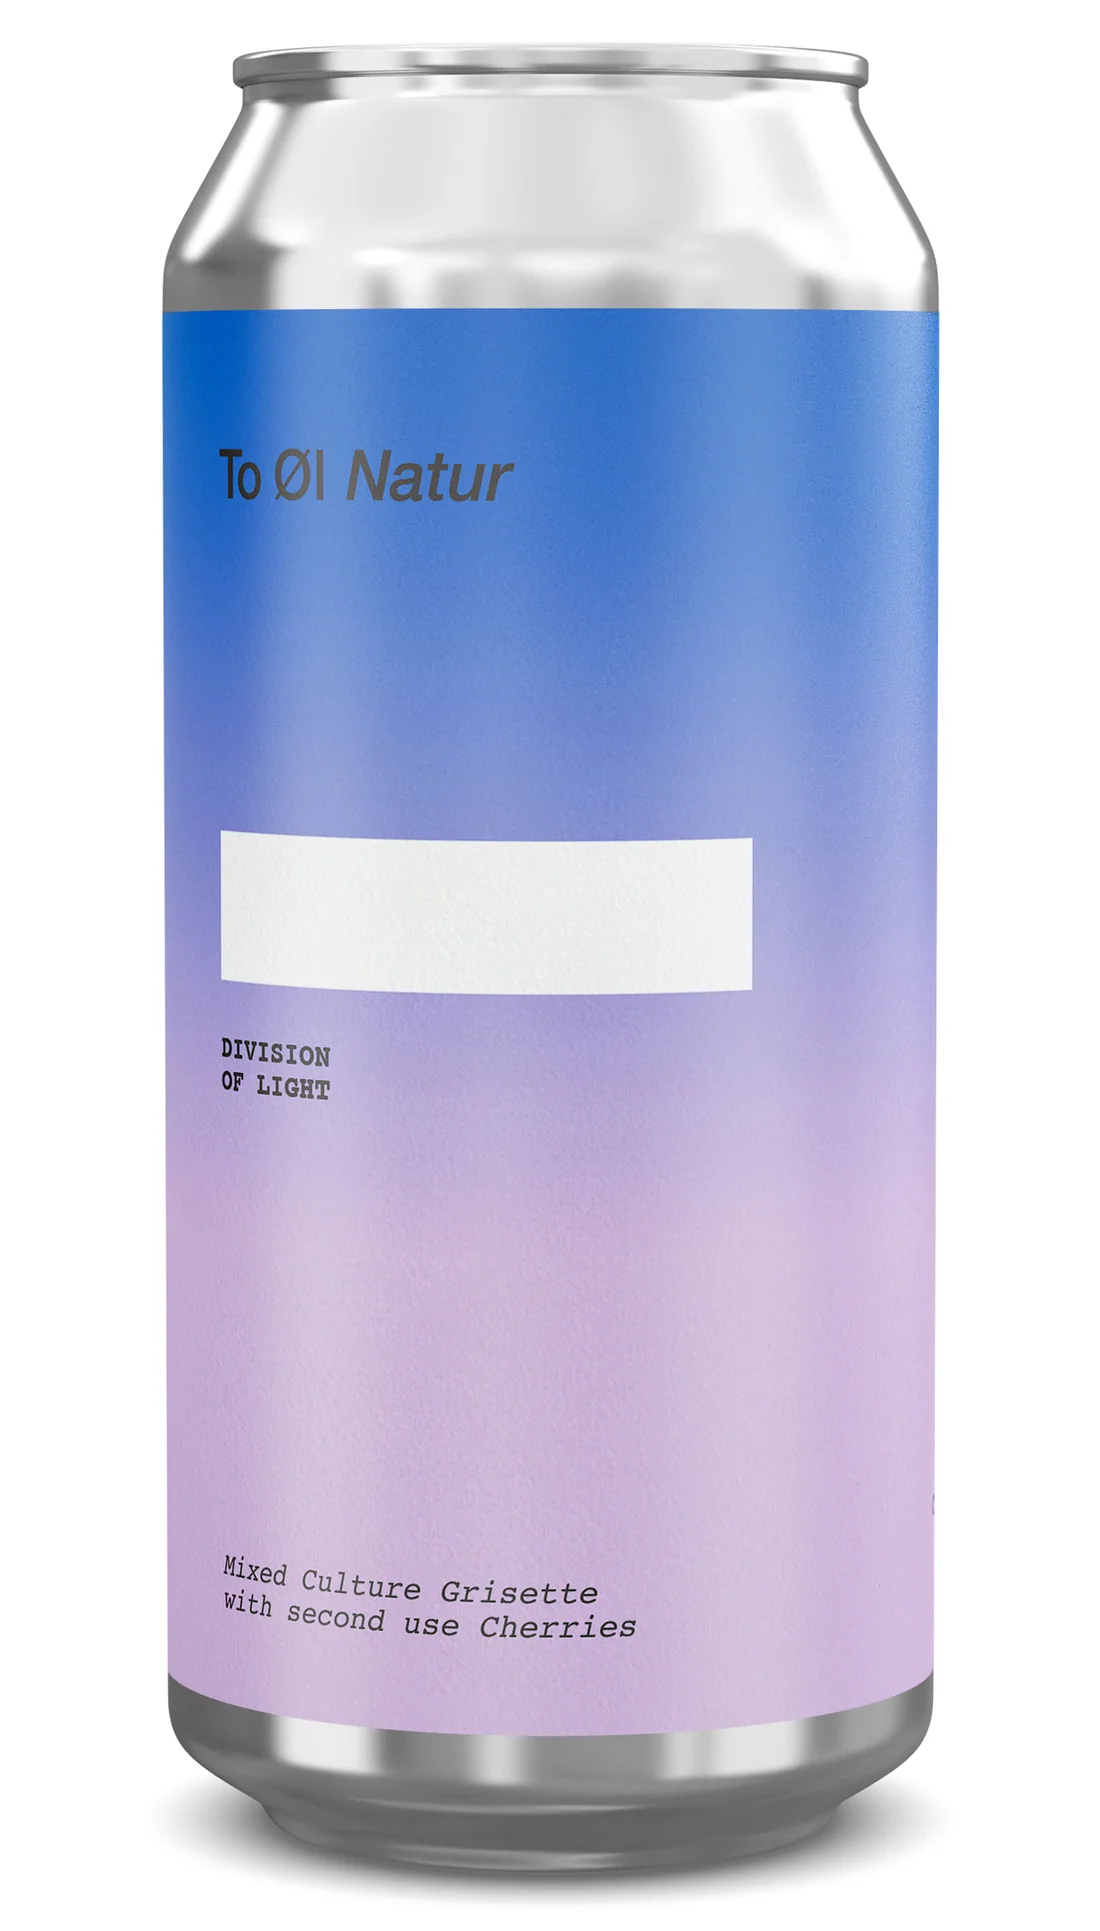 To Øl Natur
DIVISION
OF LIGHT
Mixed Culture Grisette
with second use Cherries